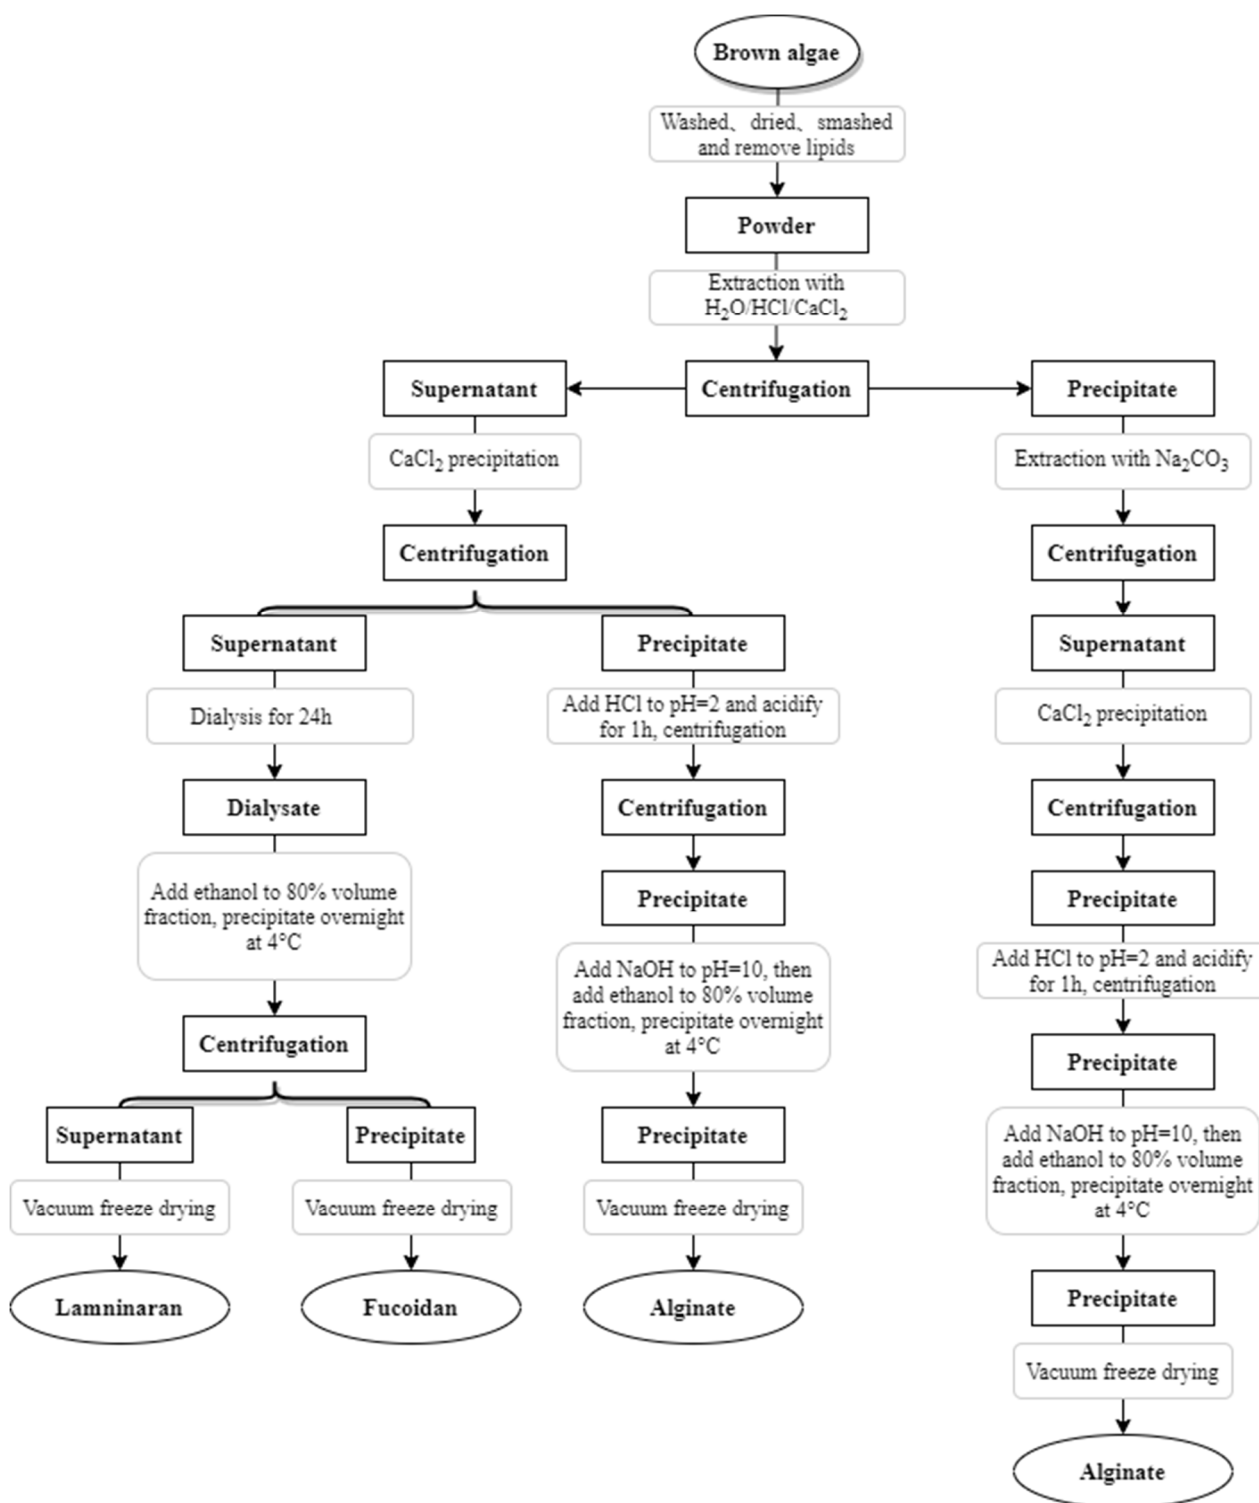 Brown algae
Washed、dried、smashed
and remove lipids
Powder
Extraction with
H₂O/HCl/CaCl₂
Supernatant
Centrifugation
Precipitate
CaCl₂ precipitation
Extraction with Na₂CO₃
Centrifugation
Centrifugation
Supernatant
Precipitate
Supernatant
Dialysis for 24h
Add HCl to pH=2 and acidify
for 1h, centrifugation
CaCl₂ precipitation
Dialysate
Centrifugation
Centrifugation
Add ethanol to 80% volume
fraction, precipitate overnight
at 4°C
Precipitate
Precipitate
Add NaOH to pH=10, then
add ethanol to 80% volume
fraction, precipitate overnight
at 4°C
Add HCl to pH=2 and acidify
for 1h, centrifugation
Centrifugation
Precipitate
Supernatant
Precipitate
Precipitate
Add NaOH to pH=10, then
add ethanol to 80% volume
fraction, precipitate overnight
at 4°C
Vacuum freeze drying
Vacuum freeze drying
Vacuum freeze drying
Lamninaran
Fucoidan
Alginate
Precipitate
Vacuum freeze drying
Alginate